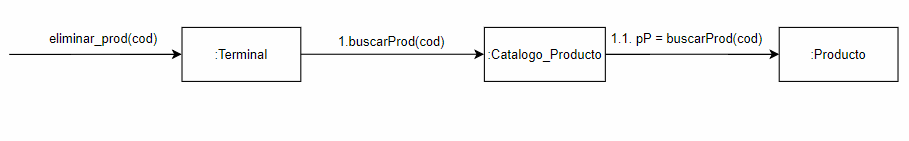 eliminar_prod(cod)
:Terminal
1.buscarProd(cod)
:Catalogo_Producto
1.1. pP = buscarProd(cod)
:Producto